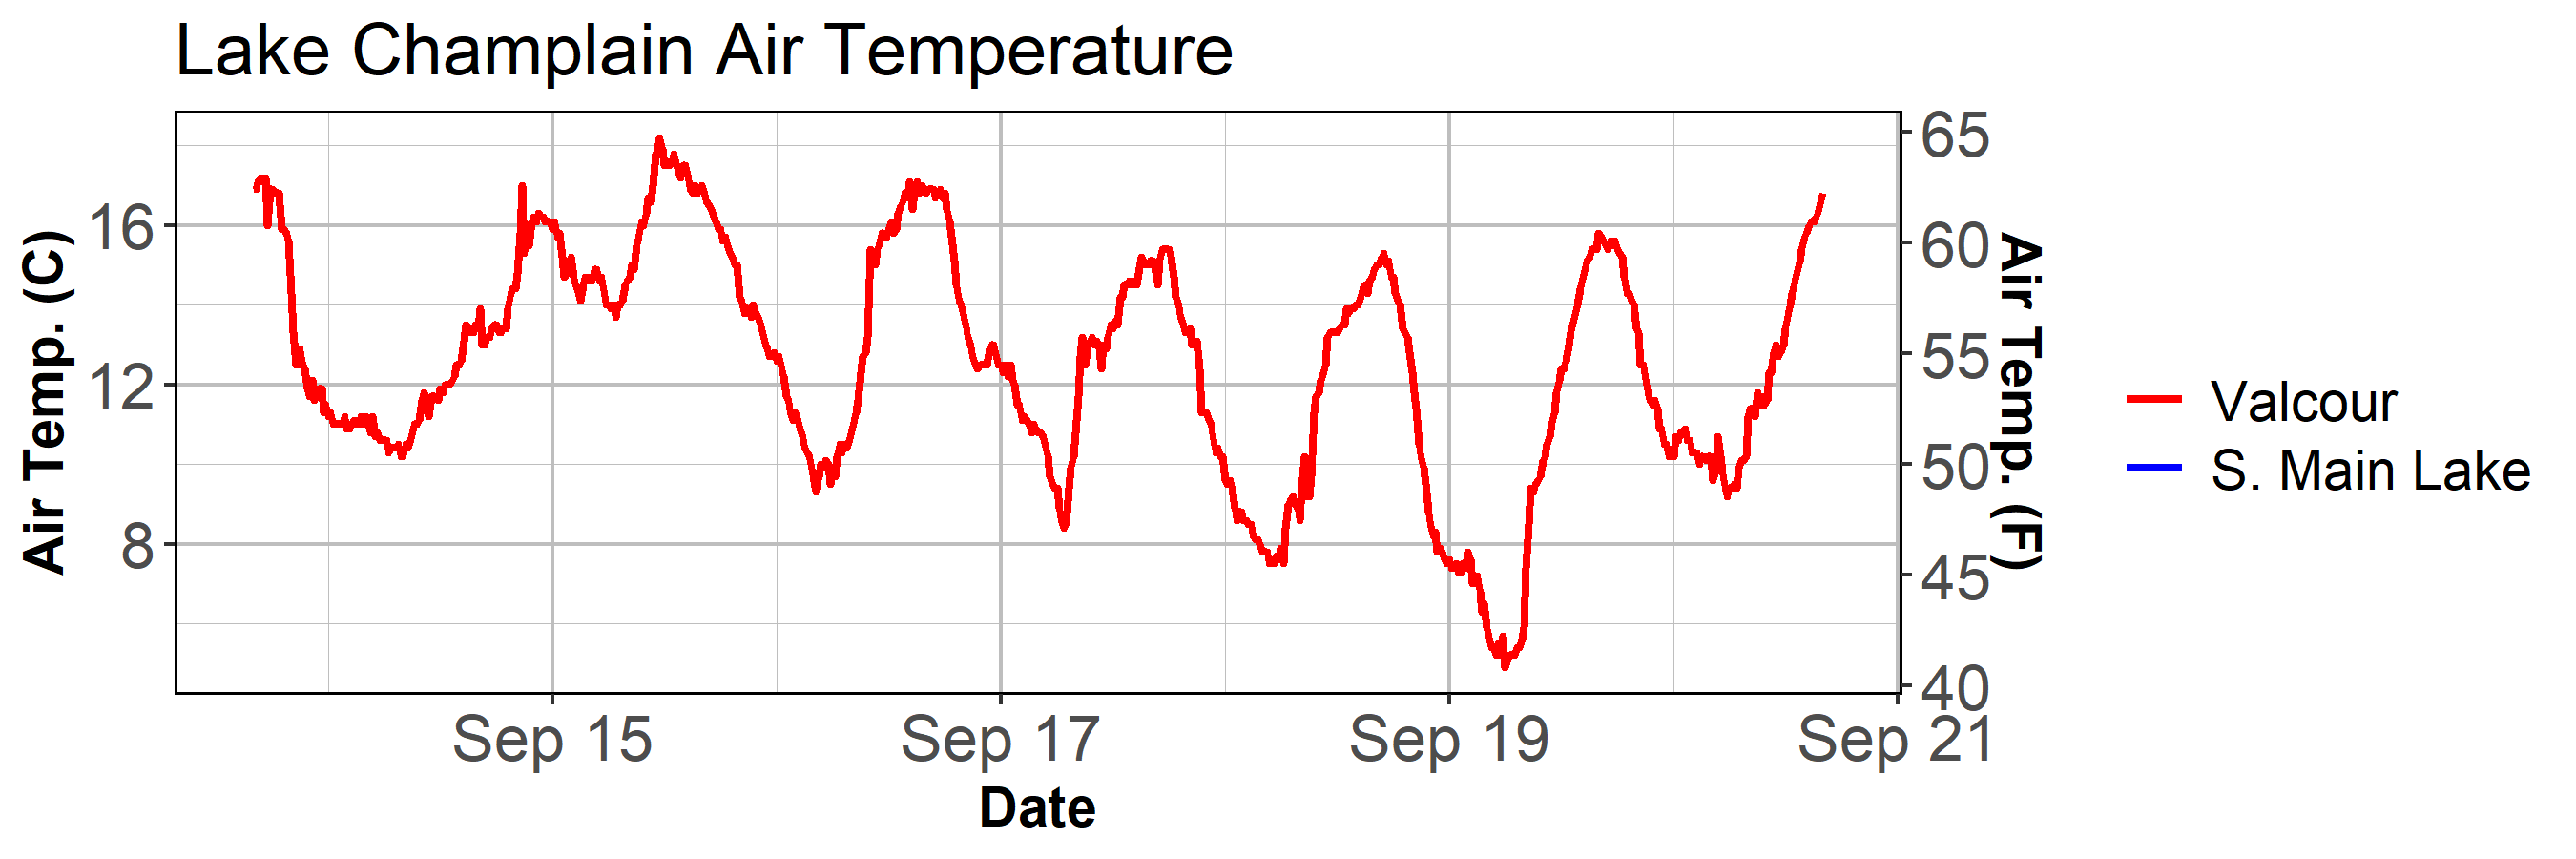 Lake Champlain Air Temperature
Air Temp. (C)
16
12
8
65
60
55
50
45
40
Air Temp. (F)
Sep 15
Sep 17
Sep 19
Sep 21
Date
Valcour
S. Main Lake